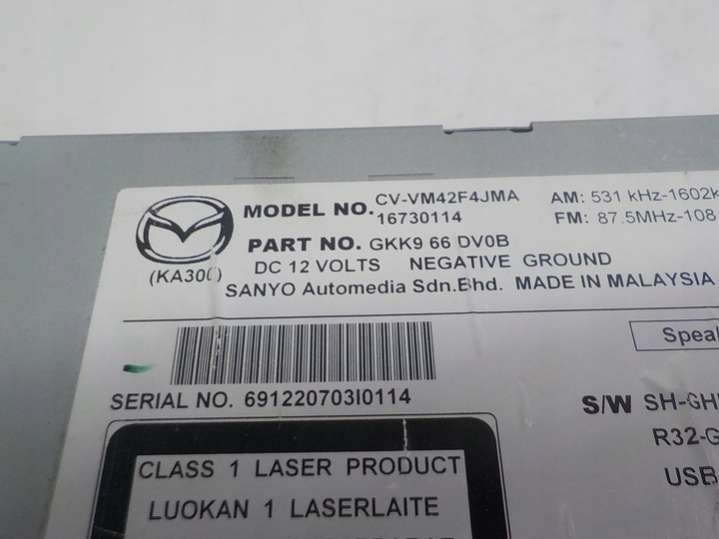 MODEL NO. CV-VM42F4JMA
16730114
AM: 531 kHz-1602k
FM: 87.5MHz-108
PART NO. GKK9 66 DV0B
(KA300)
DC 12 VOLTS NEGATIVE GROUND
SANYO Automedia Sdn.Bhd. MADE IN MALAYSIA
Speak
SERIAL NO. 691220703I0114
S/W SH-GH
R32-G
USB
CLASS 1 LASER PRODUCT
LUOKAN 1 LASERLAITE